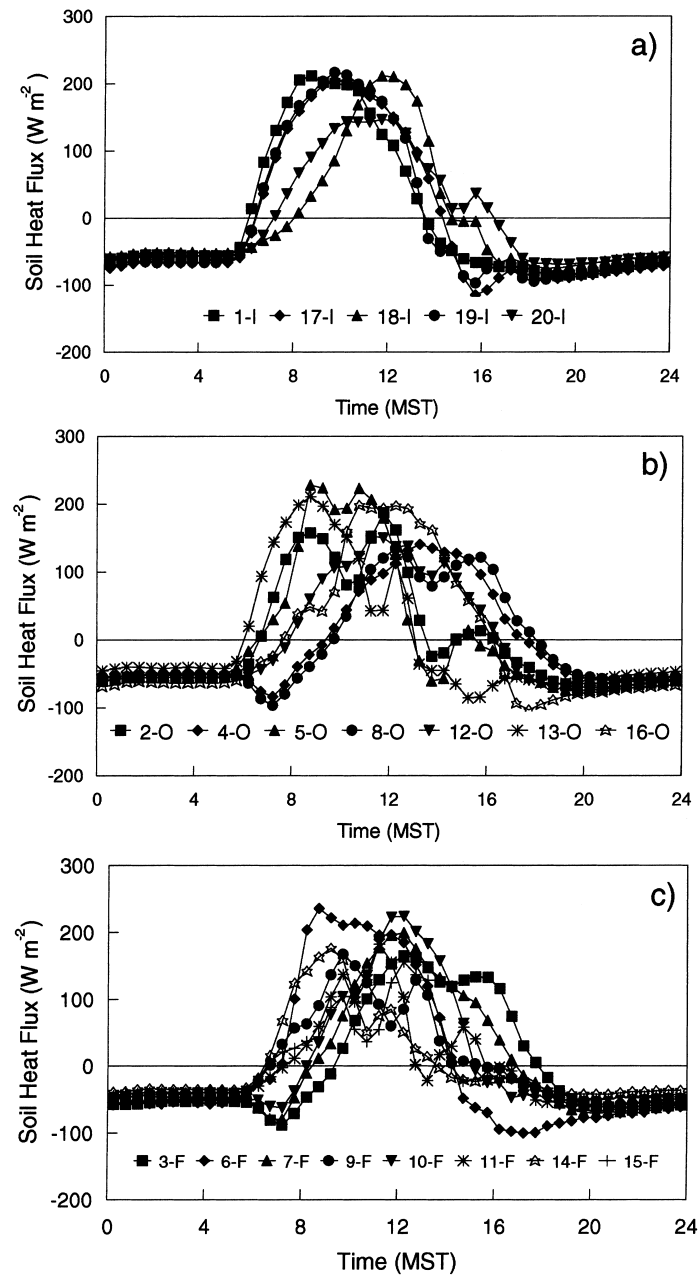 a)
300
200
100
0
-100
-200
Soil Heat Flux (W m-2)
1-I 17-I 18-I 19-I 20-I
0 4 8 12 16 20 24
Time (MST)
b)
300
200
100
0
-100
-200
Soil Heat Flux (W m-2)
2-O 4-O 5-O 8-O 12-O 13-O 16-O
0 4 8 12 16 20 24
Time (MST)
c)
300
200
100
0
-100
-200
Soil Heat Flux (W m-2)
3-F 6-F 7-F 9-F 10-F 11-F 14-F 15-F
0 4 8 12 16 20 24
Time (MST)